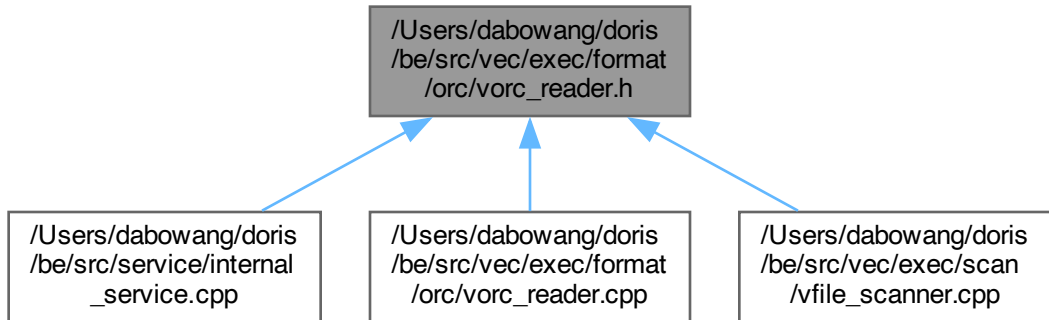 /Users/dabowang/doris
/be/src/vec/exec/format
/orc/vorc_reader.h
/Users/dabowang/doris
/be/src/service/internal
_service.cpp
/Users/dabowang/doris
/be/src/vec/exec/format
/orc/vorc_reader.cpp
/Users/dabowang/doris
/be/src/vec/exec/scan
/vfile_scanner.cpp